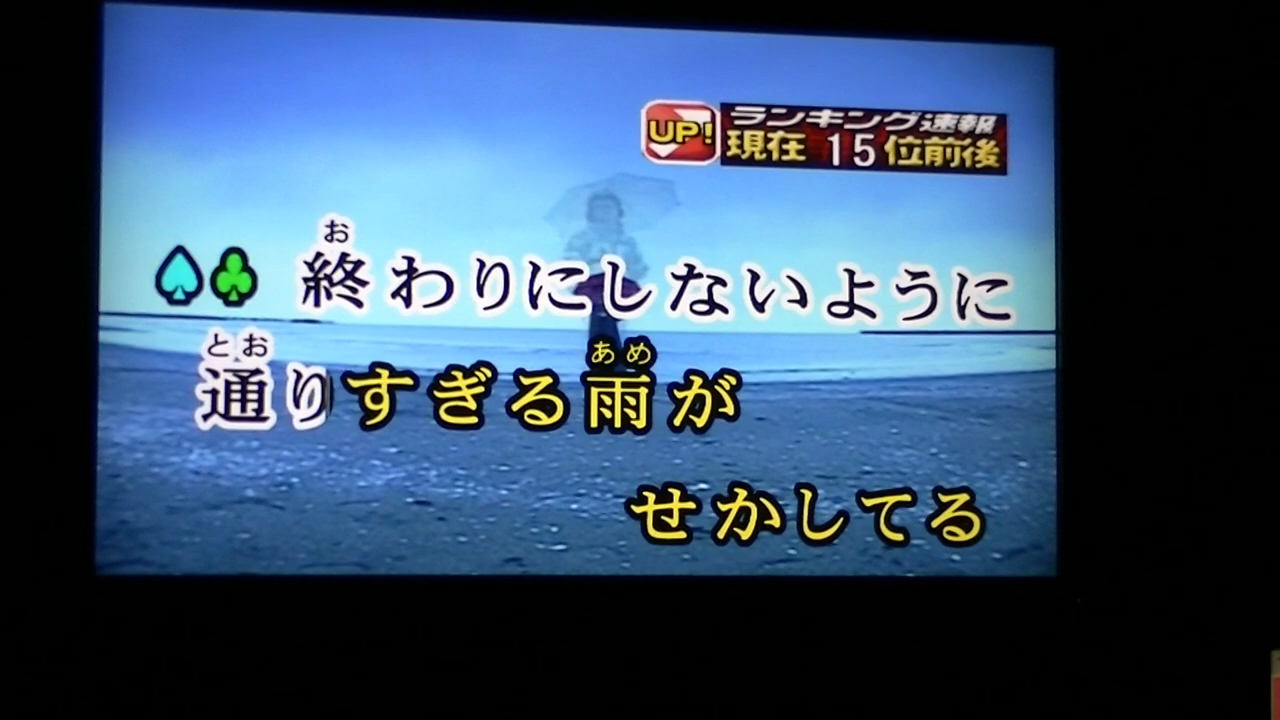 UP! ランキング速報
現在 15位前後
お
♠♣ 終わりにしないように
とお あめ
通りすぎる雨が
せかしてる